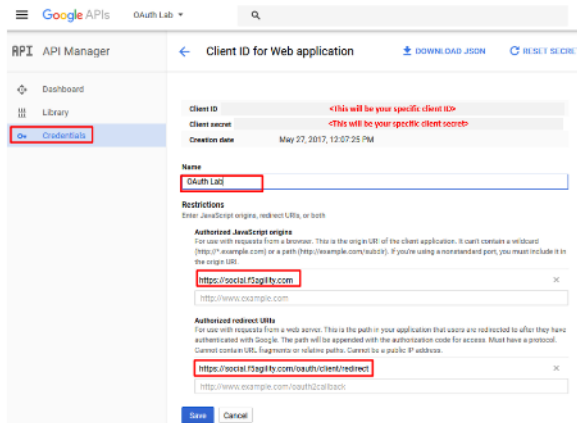 Google APIs OAuth Lab
API API Manager
Client ID for Web application DOWNLOAD JSON RESET SECRE
Dashboard
Library
Credentials
Client ID <This will be your specific client ID>
Client secret <This will be your specific client secret>
Creation date May 27, 2017, 12:07:25 PM
Name
OAuth Lab
Restrictions
Enter JavaScript origins, redirect URIs, or both
Authorized JavaScript origins
For use with requests from a browser. This is the origin URI of the client application. It can't contain a wildcard
(http://*.example.com) or a path (http://example.com/subdir). If you're using a nonstandard port, you must include it in
the origin URI.
https://social.f5agility.com
http://www.example.com
Authorized redirect URIs
For use with requests from a web server. This is the path in your application that users are redirected to after they have
authenticated with Google. The path will be appended with the authorization code for access. Must have a protocol.
Cannot contain URL fragments or relative paths. Cannot be a public IP address.
https://social.f5agility.com/oauth/client/redirect
http://www.example.com/oauth2callback
Save Cancel